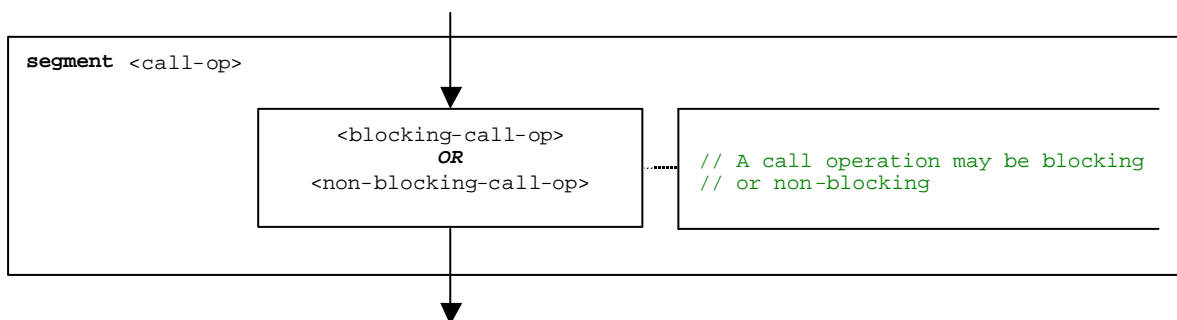 segment <call-op>
<blocking-call-op>
OR
<non-blocking-call-op>
// A call operation may be blocking
// or non-blocking